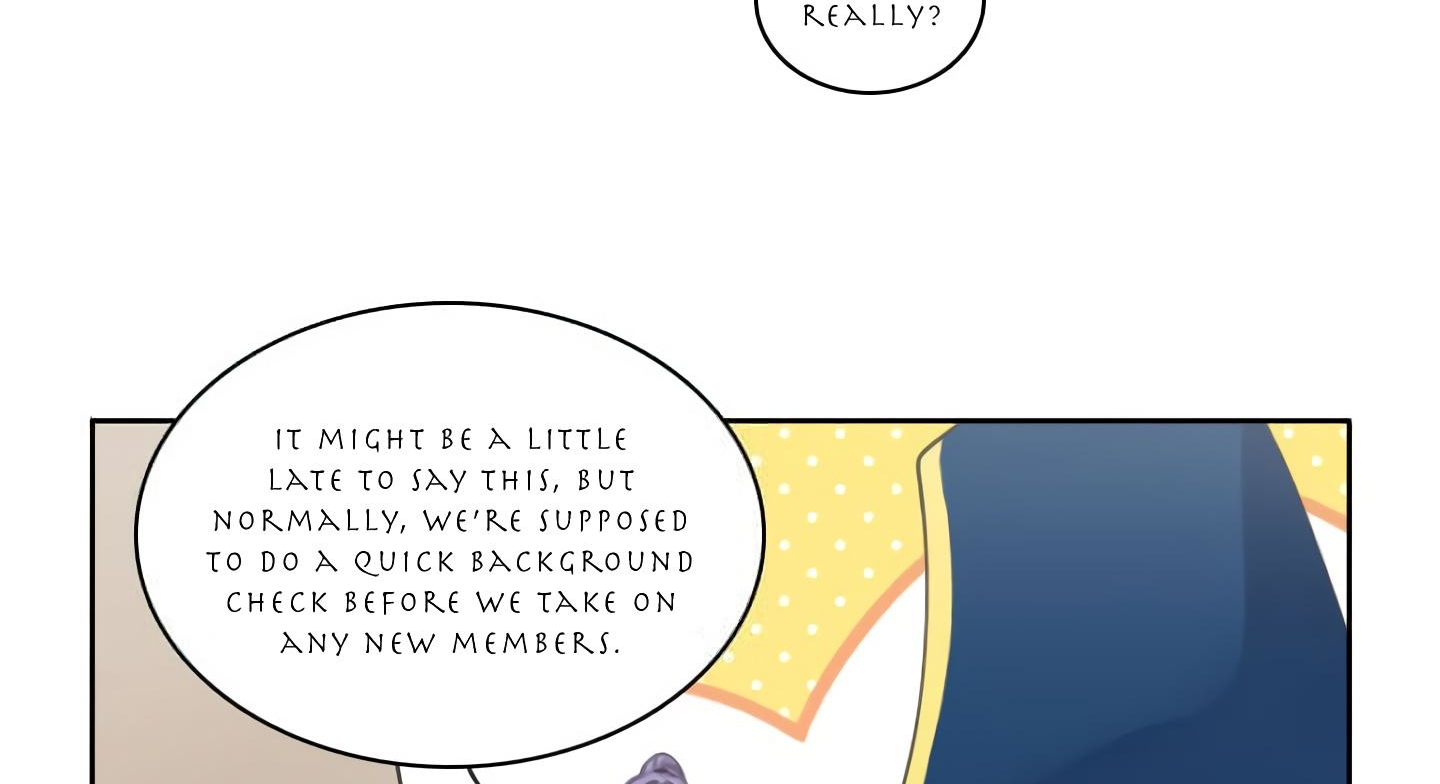 REALLY?
IT MIGHT BE A LITTLE
LATE TO SAY THIS, BUT
NORMALLY, WE'RE SUPPOSED
TO DO A QUICK BACKGROUND
CHECK BEFORE WE TAKE ON
ANY NEW MEMBERS.